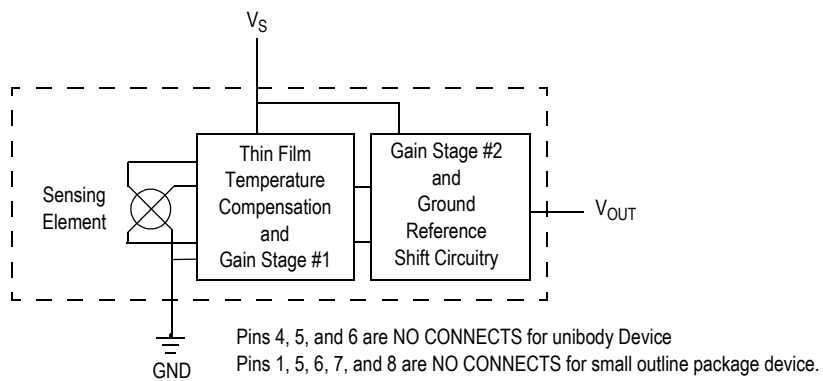 VS
Sensing
Element
Thin Film
Temperature
Compensation
and
Gain Stage #1
Gain Stage #2
and
Ground
Reference
Shift Circuitry
VOUT
GND
Pins 4, 5, and 6 are NO CONNECTS for unibody Device
Pins 1, 5, 6, 7, and 8 are NO CONNECTS for small outline package device.